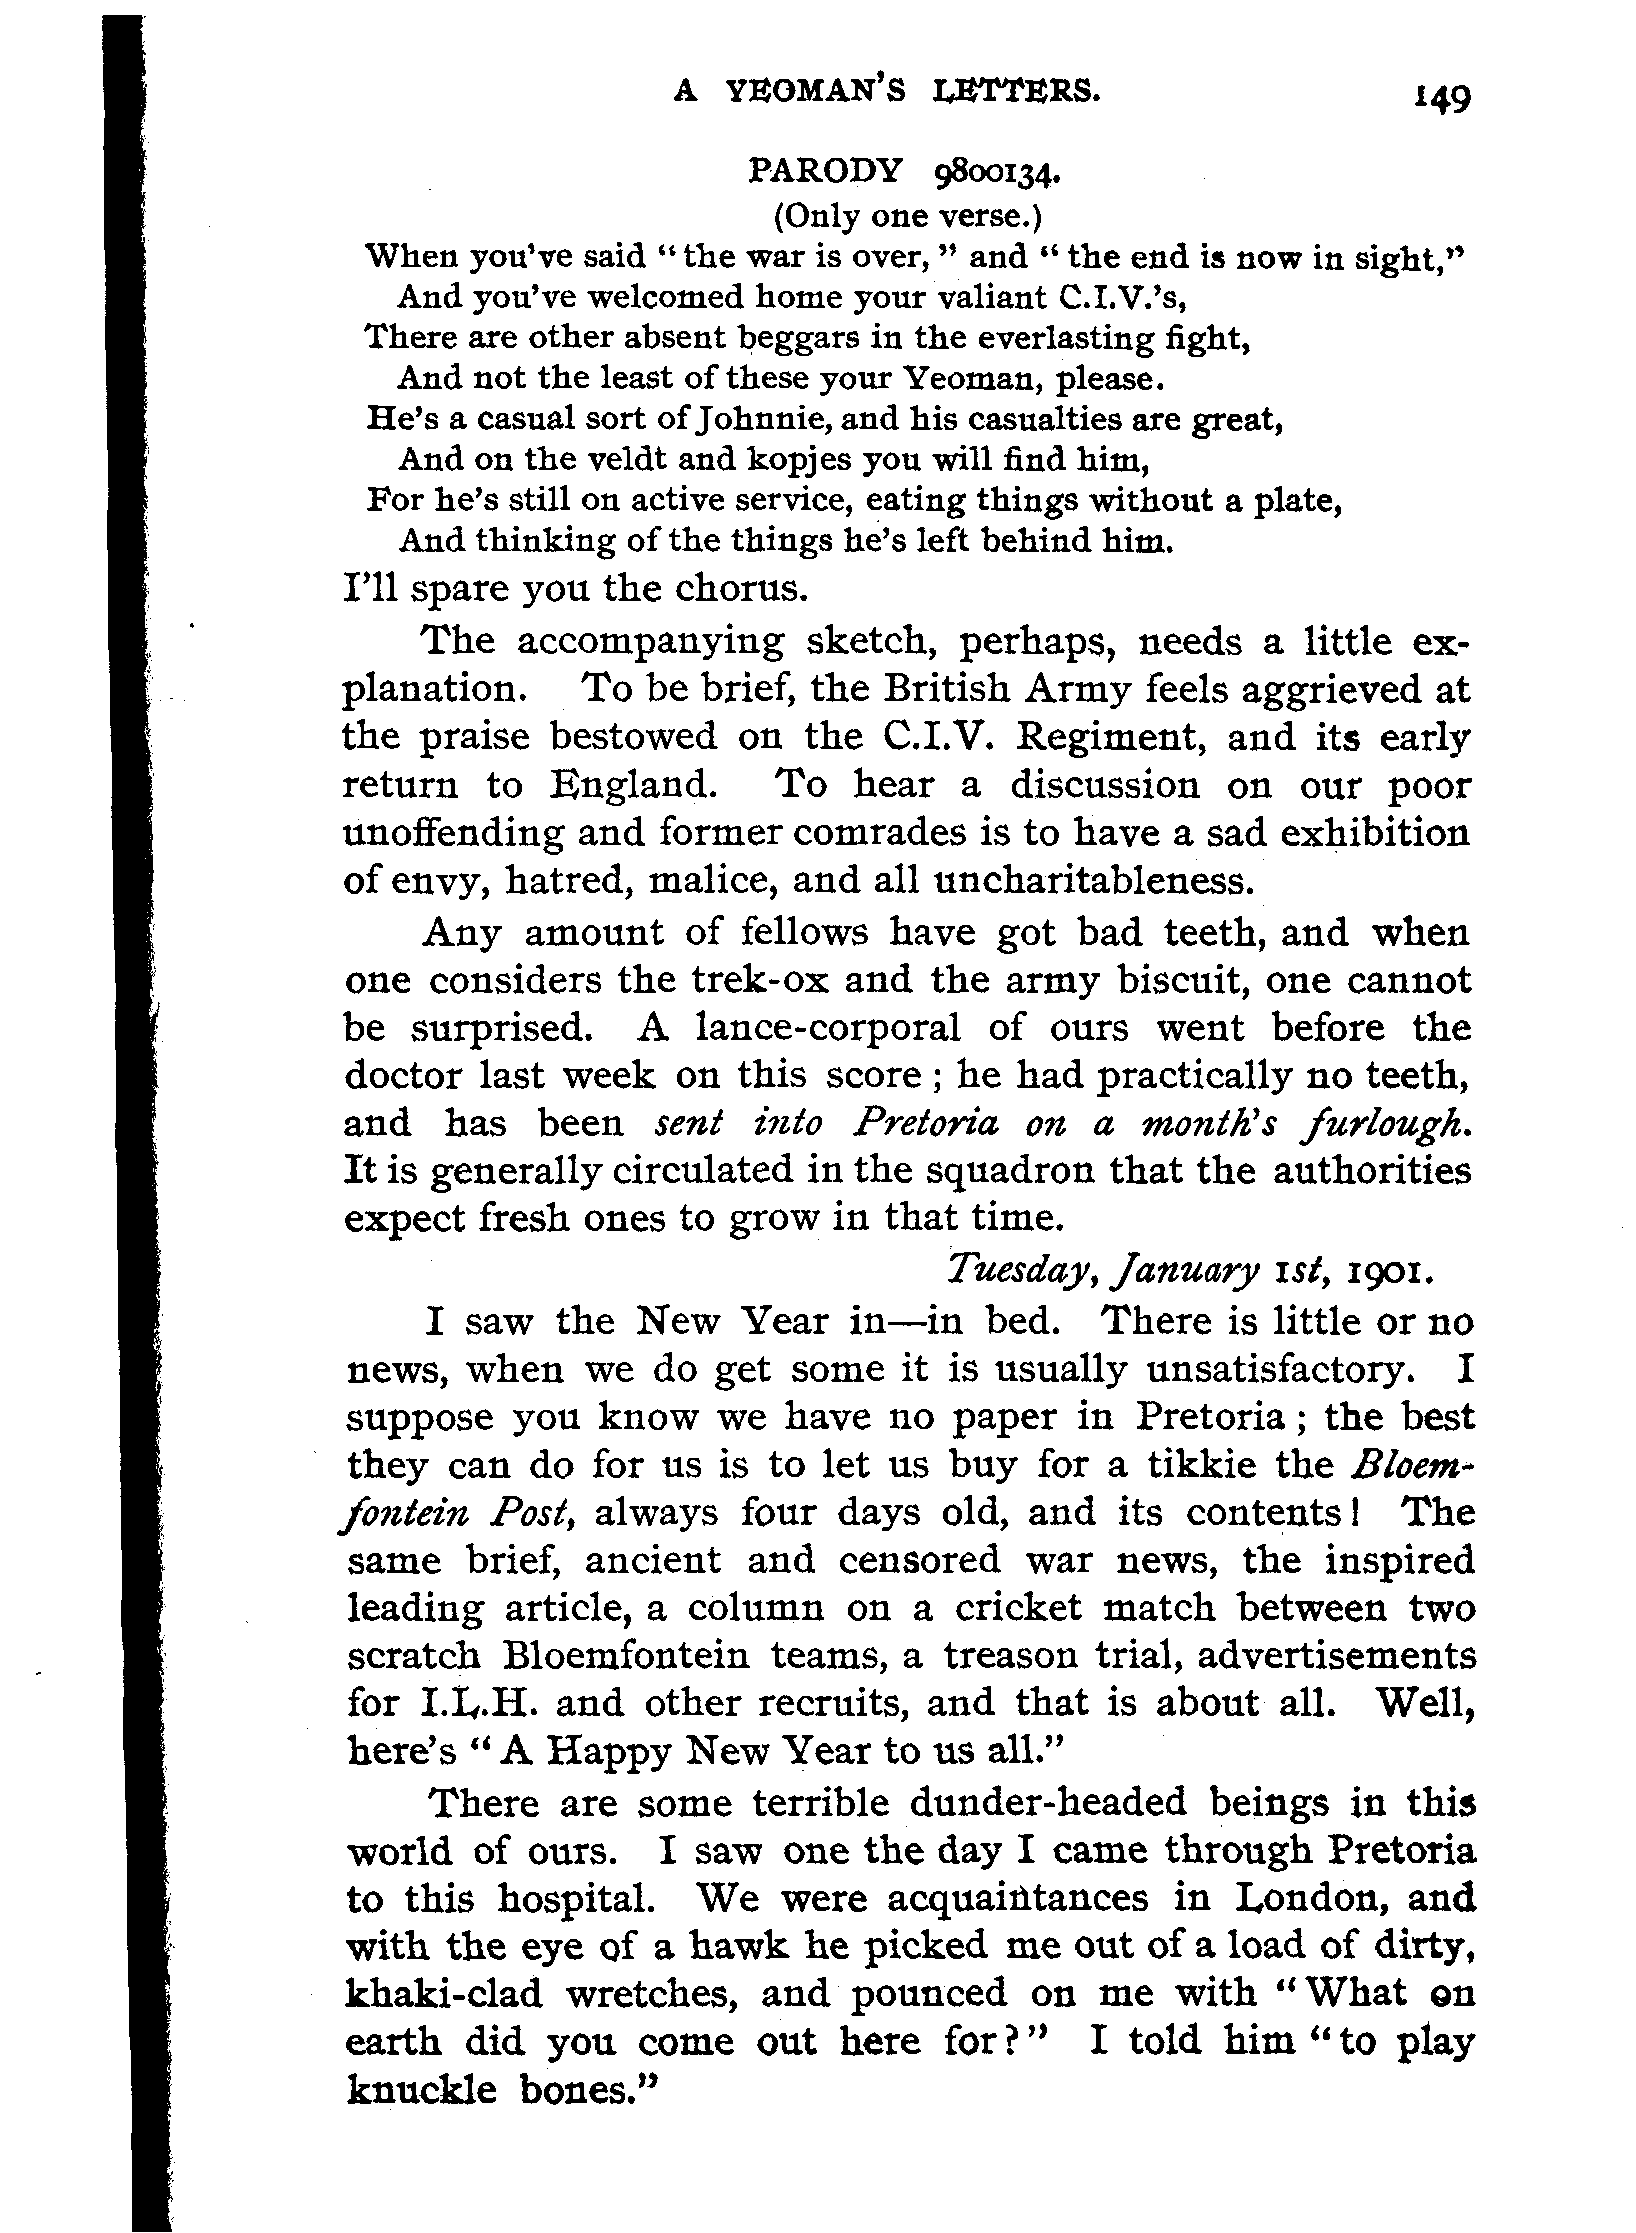 A YEOMAN'S LETTERS. 149
PARODY 9800134.
(Only one verse.)
When you've said "the war is over," and "the end is now in sight,"
And you've welcomed home your valiant C.I.V.'s,
There are other absent beggars in the everlasting fight,
And not the least of these your Yeoman, please.
He's a casual sort of Johnnie, and his casualties are great,
And on the veldt and kopjes you will find him,
For he's still on active service, eating things without a plate,
And thinking of the things he's left behind him.
I'll spare you the chorus.
The accompanying sketch, perhaps, needs a little ex-
planation. To be brief, the British Army feels aggrieved at
the praise bestowed on the C.I.V. Regiment, and its early
return to England. To hear a discussion on our poor
unoffending and former comrades is to have a sad exhibition
of envy, hatred, malice, and all uncharitableness.
Any amount of fellows have got bad teeth, and when
one considers the trek-ox and the army biscuit, one cannot
be surprised. A lance-corporal of ours went before the
doctor last week on this score; he had practically no teeth,
and has been sent into Pretoria on a month's furlough.
It is generally circulated in the squadron that the authorities
expect fresh ones to grow in that time.
Tuesday, January 1st, 1901.
I saw the New Year in—in bed. There is little or no
news, when we do get some it is usually unsatisfactory. I
suppose you know we have no paper in Pretoria; the best
they can do for us is to let us buy for a tikkie the Bloem-
fontein Post, always four days old, and its contents! The
same brief, ancient and censored war news, the inspired
leading article, a column on a cricket match between two
scratch Bloemfontein teams, a treason trial, advertisements
for I.L.H. and other recruits, and that is about all. Well,
here's "A Happy New Year to us all."
There are some terrible dunder-headed beings in this
world of ours. I saw one the day I came through Pretoria
to this hospital. We were acquaintances in London, and
with the eye of a hawk he picked me out of a load of dirty,
khaki-clad wretches, and pounced on me with "What on
earth did you come out here for?" I told him "to play
knuckle bones."